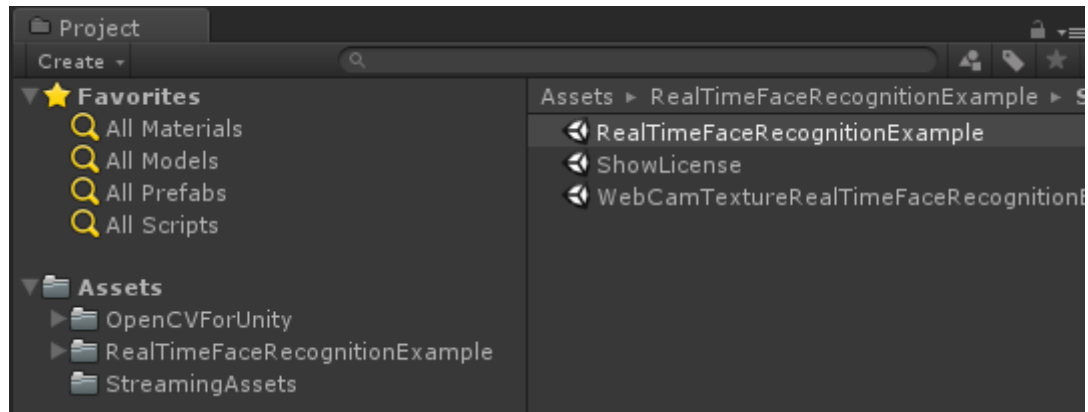 Project
Create
Favorites
All Materials
All Models
All Prefabs
All Scripts
Assets
OpenCVForUnity
RealTimeFaceRecognitionExample
StreamingAssets
Assets ▸ RealTimeFaceRecognitionExample ▸ S
RealTimeFaceRecognitionExample
ShowLicense
WebCamTextureRealTimeFaceRecognitionE